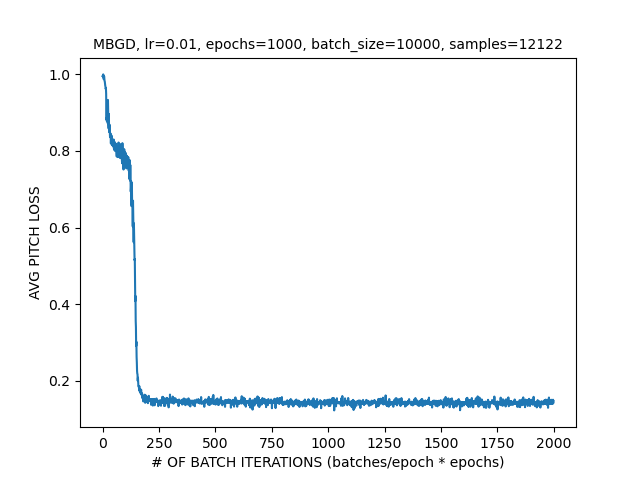 MBGD, lr=0.01, epochs=1000, batch_size=10000, samples=12122
1.0
0.8
0.6
0.4
0.2
AVG PITCH LOSS
0 250 500 750 1000 1250 1500 1750 2000
# OF BATCH ITERATIONS (batches/epoch * epochs)